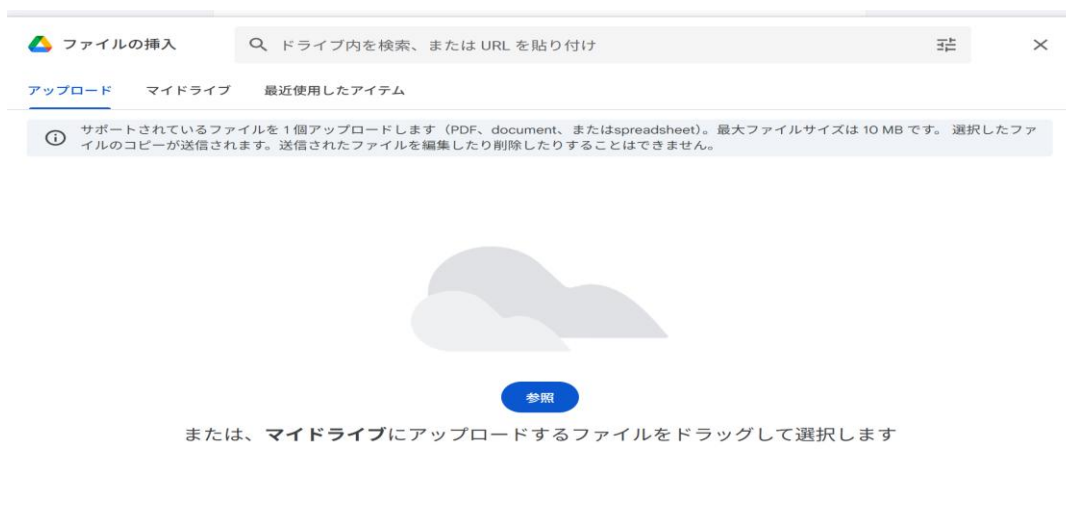 ファイルの挿入
ドライブ内を検索、または URL を貼り付け
アップロード マイドライブ 最近使用したアイテム
サポートされているファイルを 1 個アップロードします（PDF、document、またはspreadsheet）。最大ファイルサイズは 10 MB です。 選択したファ
イルのコピーが送信されます。送信されたファイルを編集したり削除したりすることはできません。
参照
または、マイドライブにアップロードするファイルをドラッグして選択します